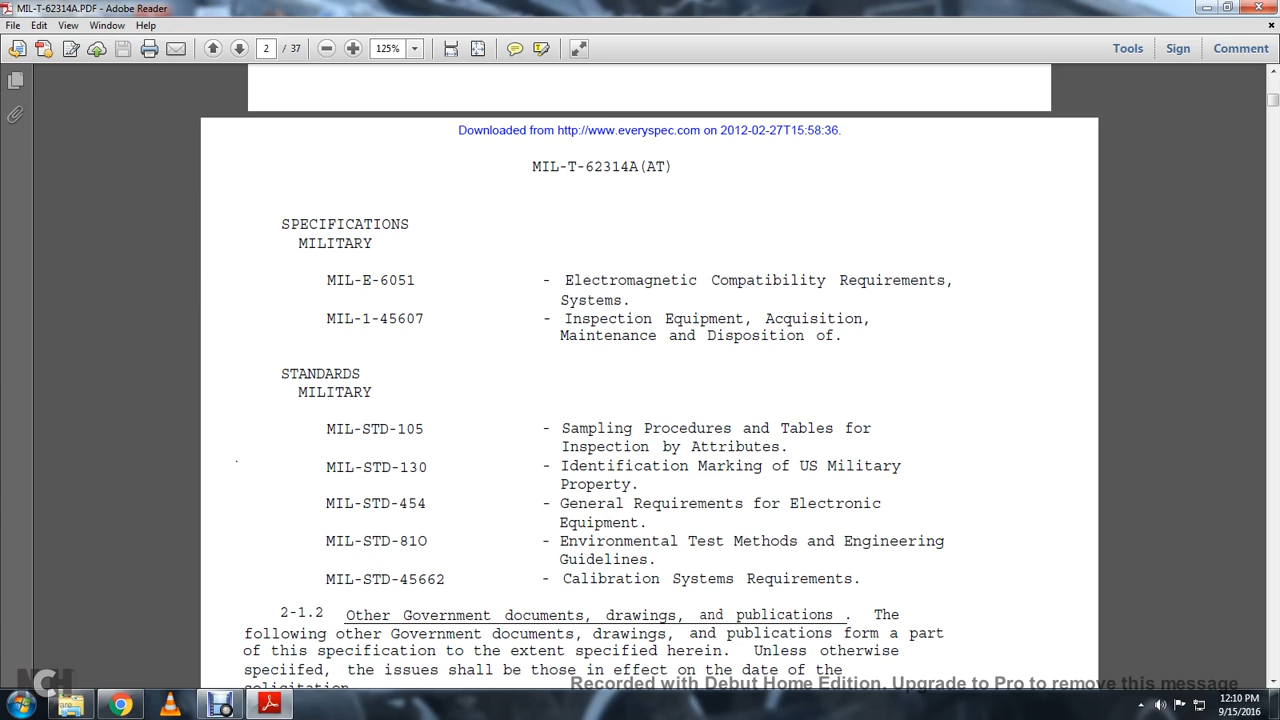 MIL-T-62314A.PDF - Adobe Reader
File Edit View Window Help
2 / 37 125% Tools Sign Comment
Downloaded from http://www.everyspec.com on 2012-02-27T15:58:36.
MIL-T-62314A(AT)
SPECIFICATIONS
MILITARY
MIL-E-6051 - Electromagnetic Compatibility Requirements,
Systems.
MIL-1-45607 - Inspection Equipment, Acquisition,
Maintenance and Disposition of.
STANDARDS
MILITARY
MIL-STD-105 - Sampling Procedures and Tables for
Inspection by Attributes.
MIL-STD-130 - Identification Marking of US Military
Property.
MIL-STD-454 - General Requirements for Electronic
Equipment.
MIL-STD-81O - Environmental Test Methods and Engineering
Guidelines.
MIL-STD-45662 - Calibration Systems Requirements.
2-1.2 Other Government documents, drawings, and publications . The
following other Government documents, drawings, and publications form a part
of this specification to the extent specified herein. Unless otherwise
speciifed, the issues shall be those in effect on the date of the
solicitation
Recorded with Debut Home Edition. Upgrade to Pro to remove this message
NCH
12:10 PM
9/15/2016